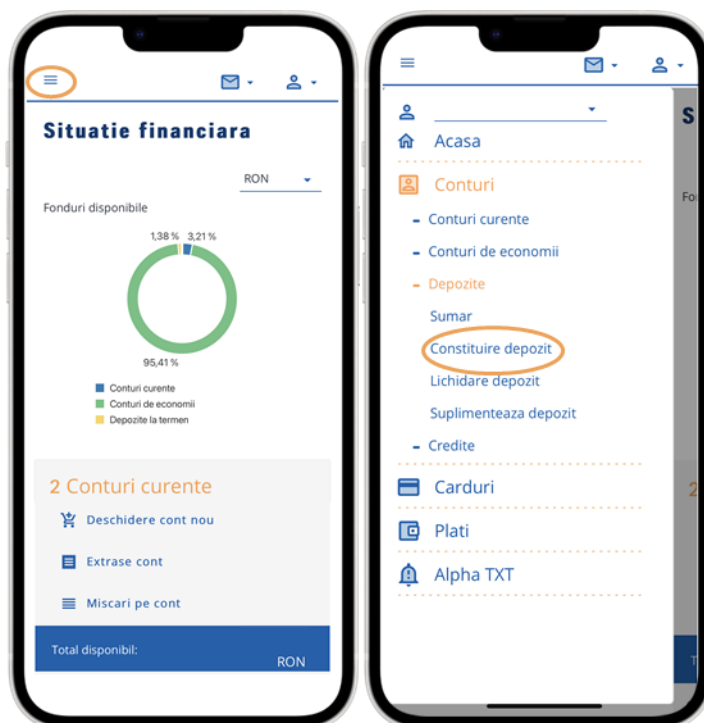 Situatie financiara
RON
Fonduri disponibile
1,38 % 3,21 %
95,41 %
Conturi curente
Conturi de economii
Depozite la termen
2 Conturi curente
Deschidere cont nou
Extrase cont
Miscari pe cont
Total disponibil:
RON
Acasa
Conturi
- Conturi curente
- Conturi de economii
- Depozite
Sumar
Constituire depozit
Lichidare depozit
Suplimenteaza depozit
- Credite
Carduri
Plati
Alpha TXT
S
Fo
2
T